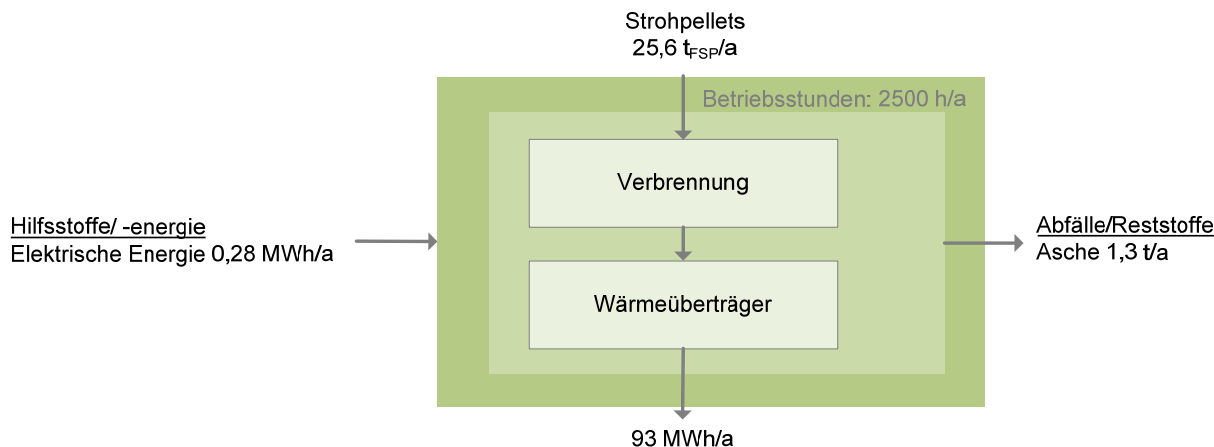 Strohpellets
25,6 t_FSP/a
Betriebsstunden: 2500 h/a
Verbrennung
Hilfsstoffe/ -energie
Elektrische Energie 0,28 MWh/a
Abfälle/Reststoffe
Asche 1,3 t/a
Wärmeüberträger
93 MWh/a